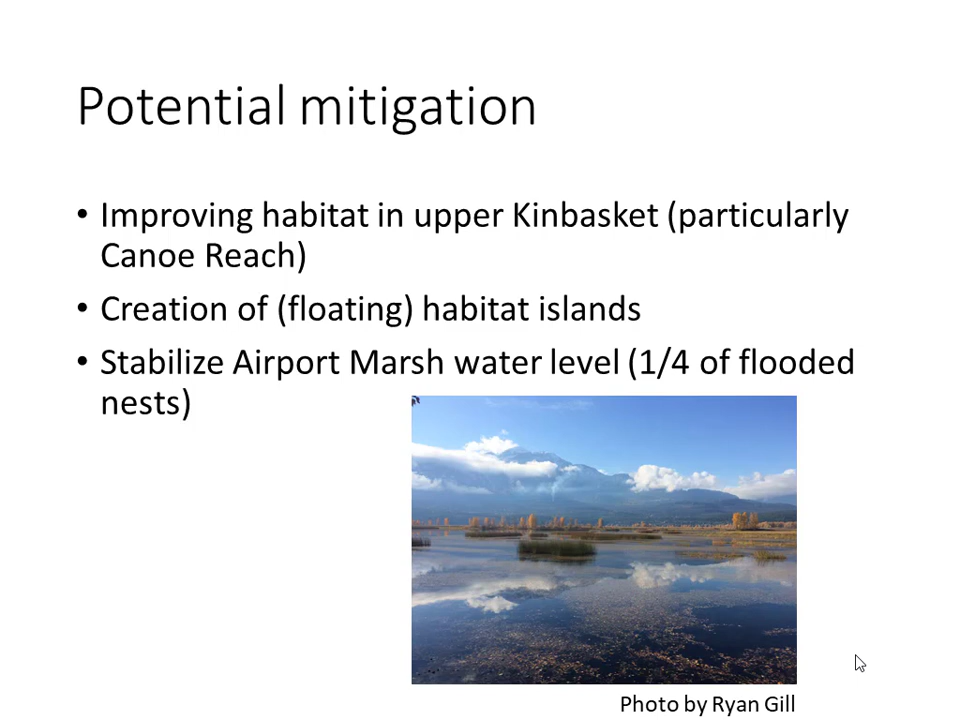 Potential mitigation
• Improving habitat in upper Kinbasket (particularly
Canoe Reach)
• Creation of (floating) habitat islands
• Stabilize Airport Marsh water level (1/4 of flooded
nests)
Photo by Ryan Gill